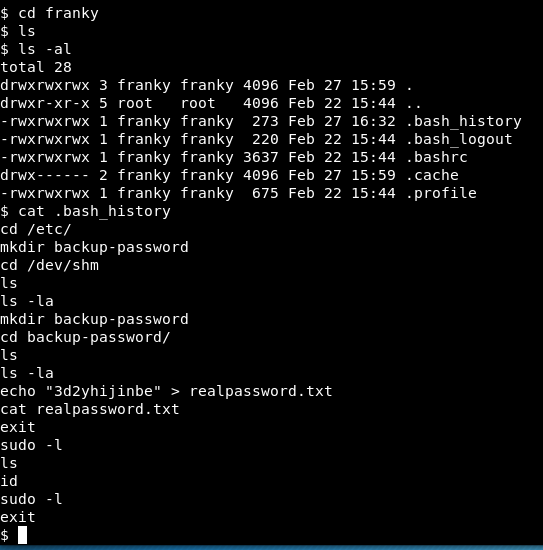 $ cd franky
$ ls
$ ls -al
total 28
drwxrwxrwx 3 franky franky 4096 Feb 27 15:59 .
drwxr-xr-x 5 root   root   4096 Feb 22 15:44 ..
-rwxrwxrwx 1 franky franky  273 Feb 27 16:32 .bash_history
-rwxrwxrwx 1 franky franky  220 Feb 22 15:44 .bash_logout
-rwxrwxrwx 1 franky franky 3637 Feb 22 15:44 .bashrc
drwx------ 2 franky franky 4096 Feb 27 15:59 .cache
-rwxrwxrwx 1 franky franky  675 Feb 22 15:44 .profile
$ cat .bash_history
cd /etc/
mkdir backup-password
cd /dev/shm
ls
ls -la
mkdir backup-password
cd backup-password/
ls
ls -la
echo "3d2yhijinbe" > realpassword.txt
cat realpassword.txt
exit
sudo -l
ls
id
sudo -l
exit
$